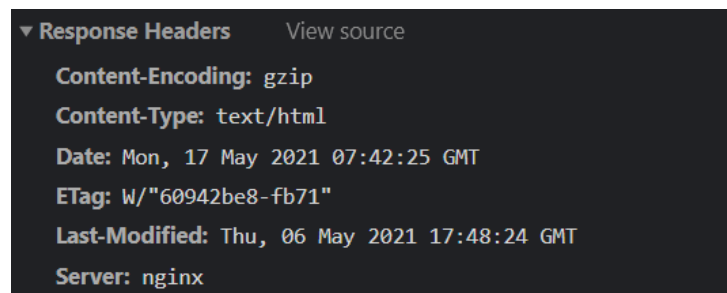 Response Headers View source
Content-Encoding: gzip
Content-Type: text/html
Date: Mon, 17 May 2021 07:42:25 GMT
ETag: W/"60942be8-fb71"
Last-Modified: Thu, 06 May 2021 17:48:24 GMT
Server: nginx